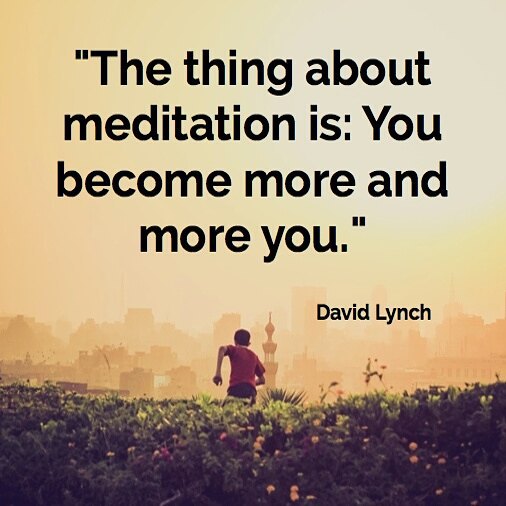 "The thing about
meditation is: You
become more and
more you."
David Lynch